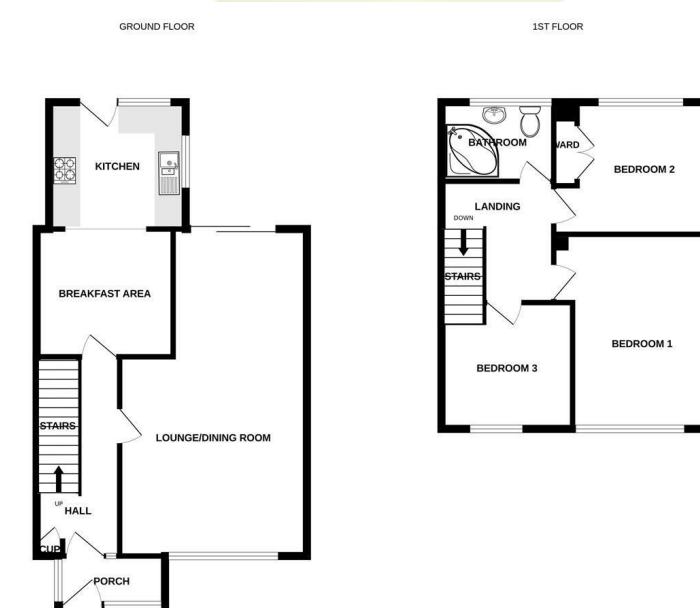 GROUND FLOOR
1ST FLOOR
KITCHEN
BREAKFAST AREA
STAIRS
LOUNGE/DINING ROOM
UP
HALL
CUP
PORCH
BATHROOM
BEDROOM 2
LANDING
DOWN
STAIRS
BEDROOM 1
BEDROOM 3